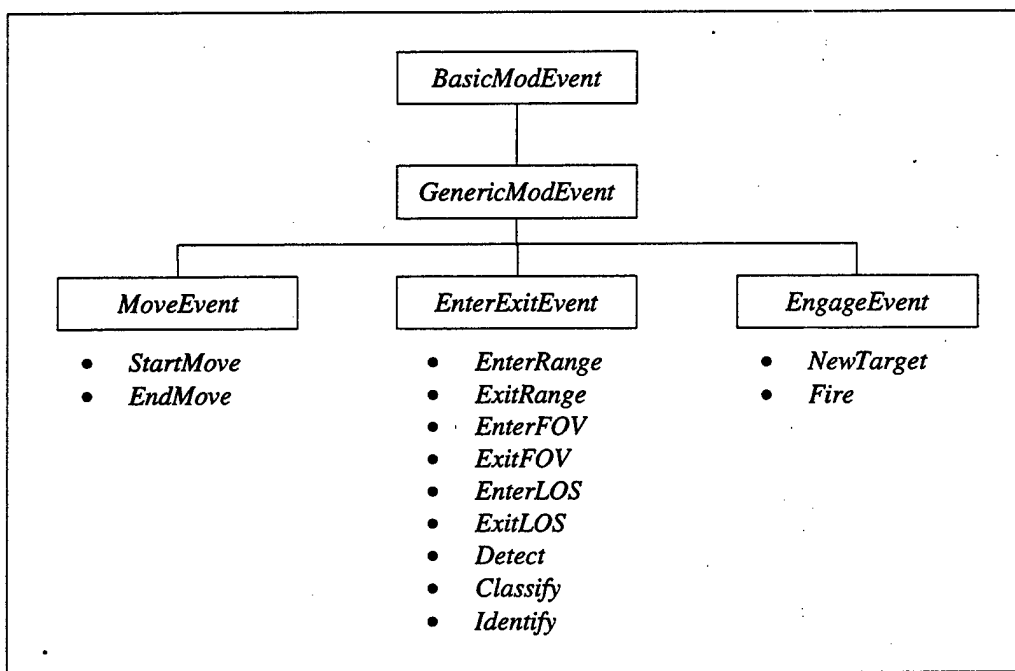 BasicModEvent
GenericModEvent
MoveEvent
• StartMove
• EndMove
EnterExitEvent
• EnterRange
• ExitRange
• EnterFOV
• ExitFOV
• EnterLOS
• ExitLOS
• Detect
• Classify
• Identify
EngageEvent
• NewTarget
• Fire